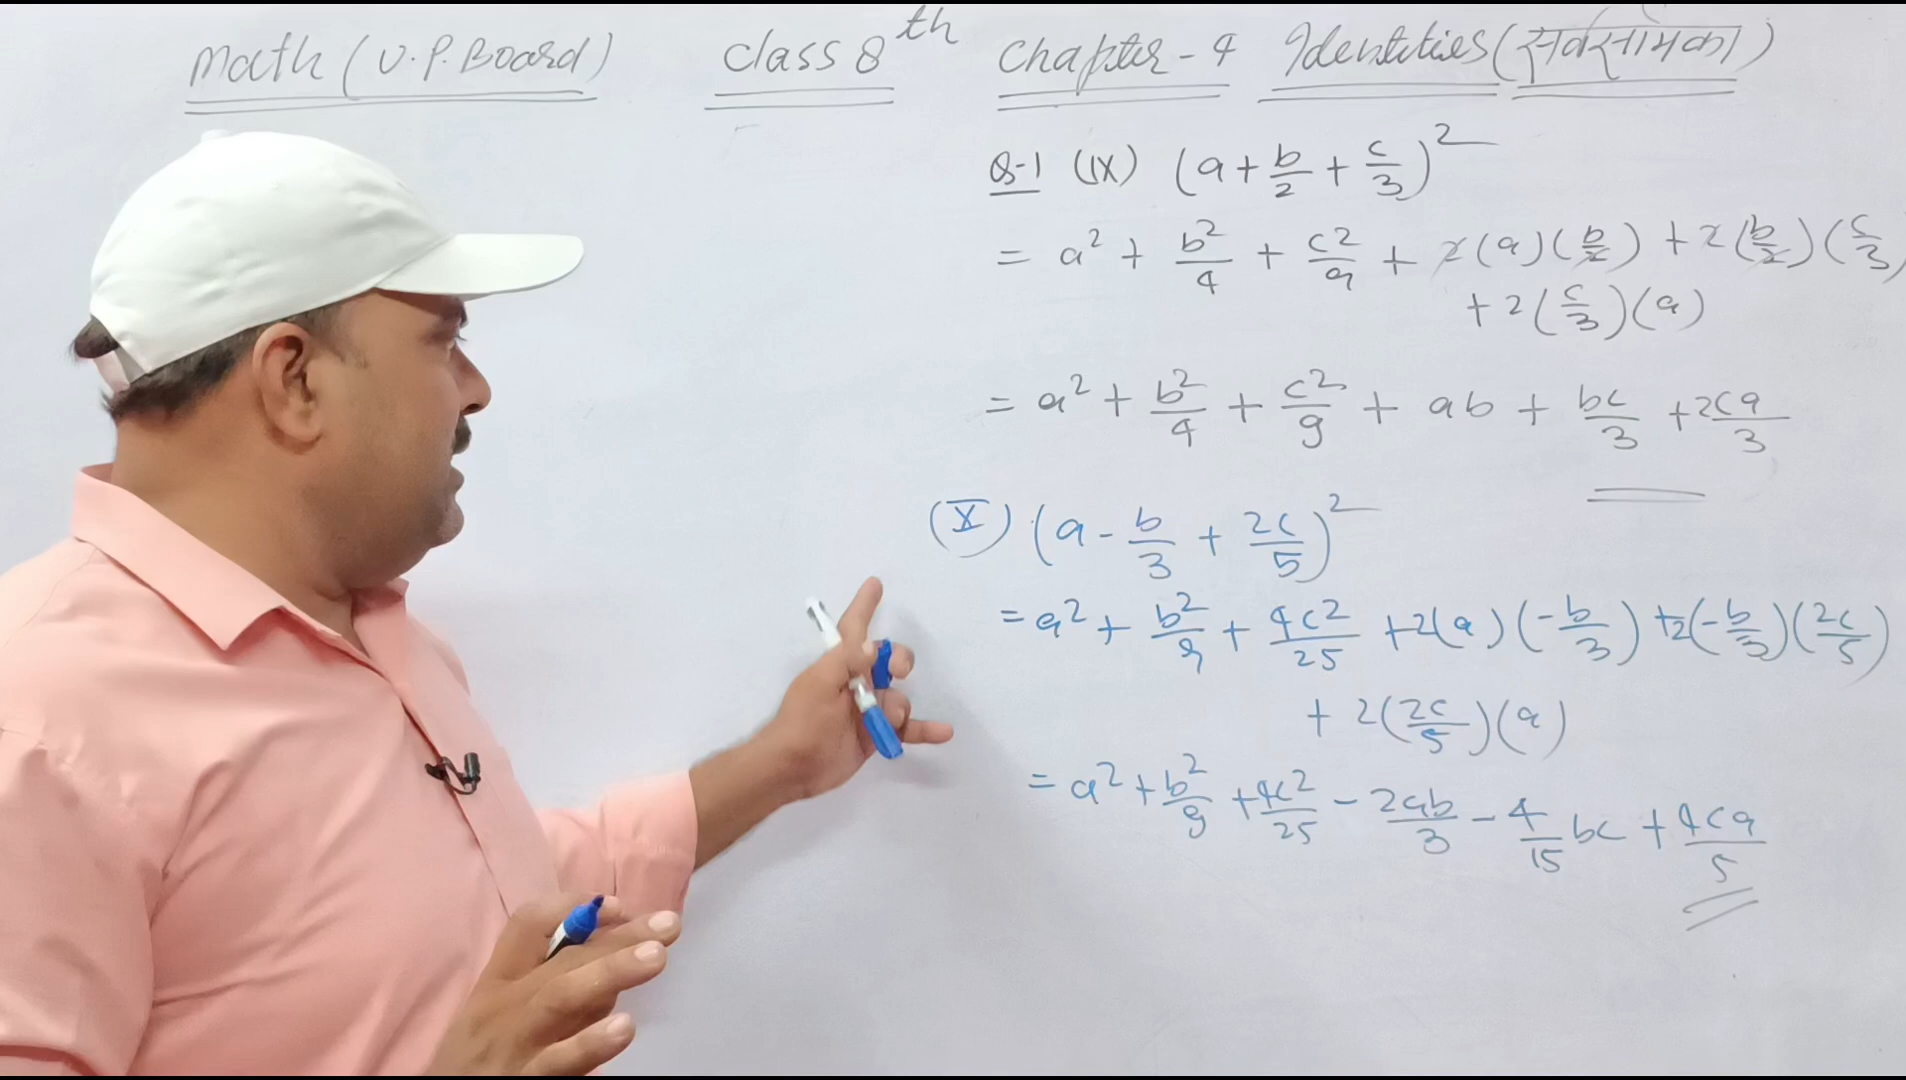 Math (U.P. Board) Class 8th Chapter-4 Identities (सर्वसमिका)
Q-1 (IX) (a + b/2 + c/3)²
= a² + b²/4 + c²/9 + 2(a)(b/2) + 2(b/2)(c/3)
+ 2(c/3)(a)
= a² + b²/4 + c²/9 + ab + bc/3 + 2ca/3
(X) (a - b/3 + 2c/5)²
= a² + b²/9 + 4c²/25 + 2(a)(-b/3) + 2(-b/3)(2c/5)
+ 2(2c/5)(a)
= a² + b²/9 + 4c²/25 - 2ab/3 - 4/15 bc + 4ca/5